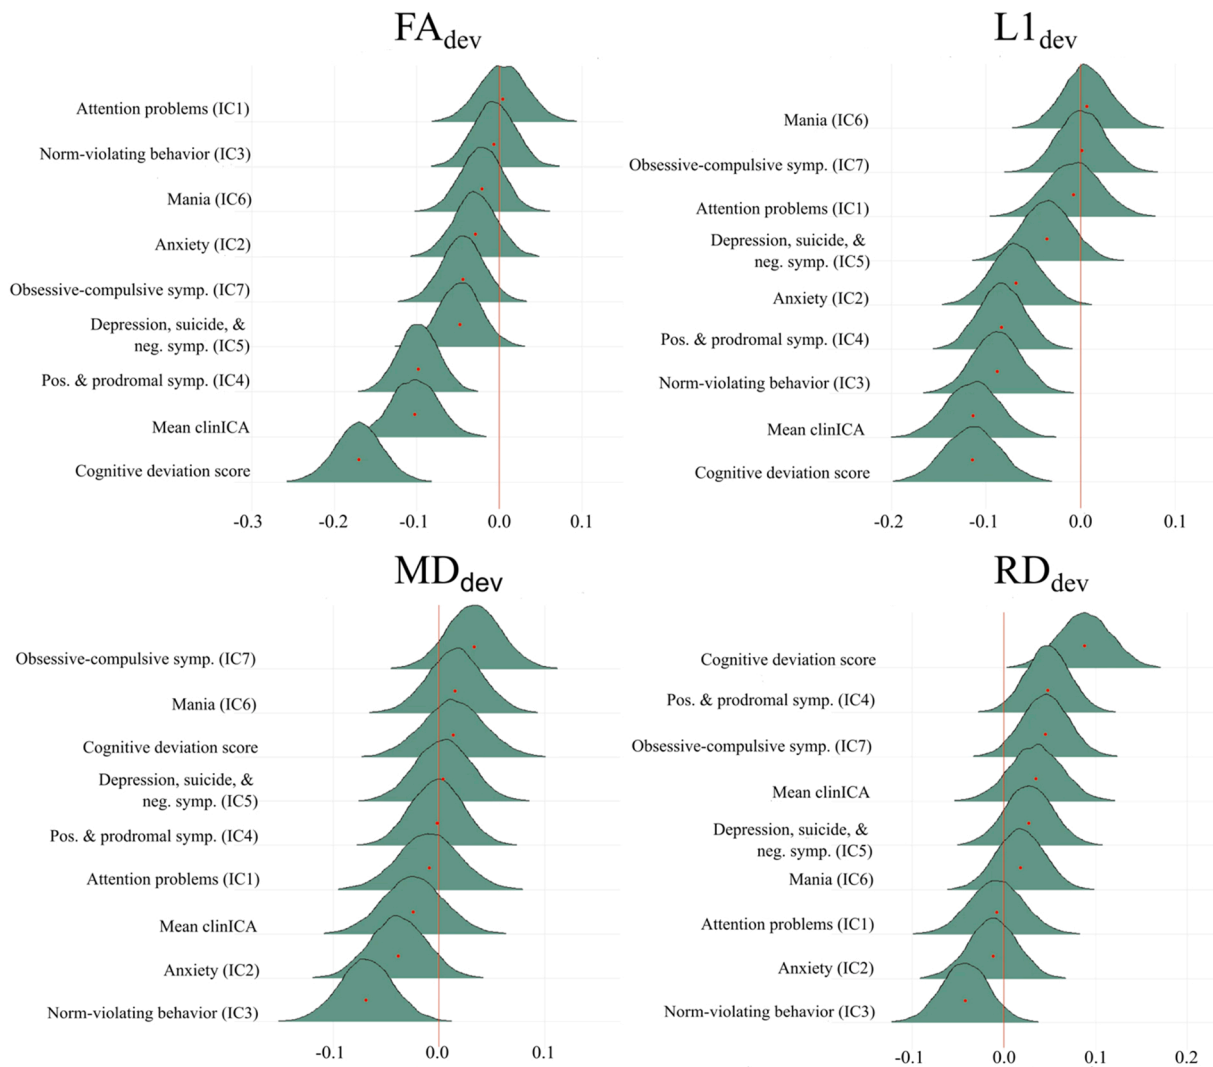 FAdev
Attention problems (IC1)
Norm-violating behavior (IC3)
Mania (IC6)
Anxiety (IC2)
Obsessive-compulsive symp. (IC7)
Depression, suicide, &
neg. symp. (IC5)
Pos. & prodromal symp. (IC4)
Mean clinICA
Cognitive deviation score
-0.3 -0.2 -0.1 0.0 0.1
L1dev
Mania (IC6)
Obsessive-compulsive symp. (IC7)
Attention problems (IC1)
Depression, suicide, &
neg. symp. (IC5)
Anxiety (IC2)
Pos. & prodromal symp. (IC4)
Norm-violating behavior (IC3)
Mean clinICA
Cognitive deviation score
-0.2 -0.1 0.0 0.1
MDdev
Obsessive-compulsive symp. (IC7)
Mania (IC6)
Cognitive deviation score
Depression, suicide, &
neg. symp. (IC5)
Pos. & prodromal symp. (IC4)
Attention problems (IC1)
Mean clinICA
Anxiety (IC2)
Norm-violating behavior (IC3)
-0.1 0.0 0.1
RDdev
Cognitive deviation score
Pos. & prodromal symp. (IC4)
Obsessive-compulsive symp. (IC7)
Mean clinICA
Depression, suicide, &
neg. symp. (IC5)
Mania (IC6)
Attention problems (IC1)
Anxiety (IC2)
Norm-violating behavior (IC3)
-0.1 0.0 0.1 0.2